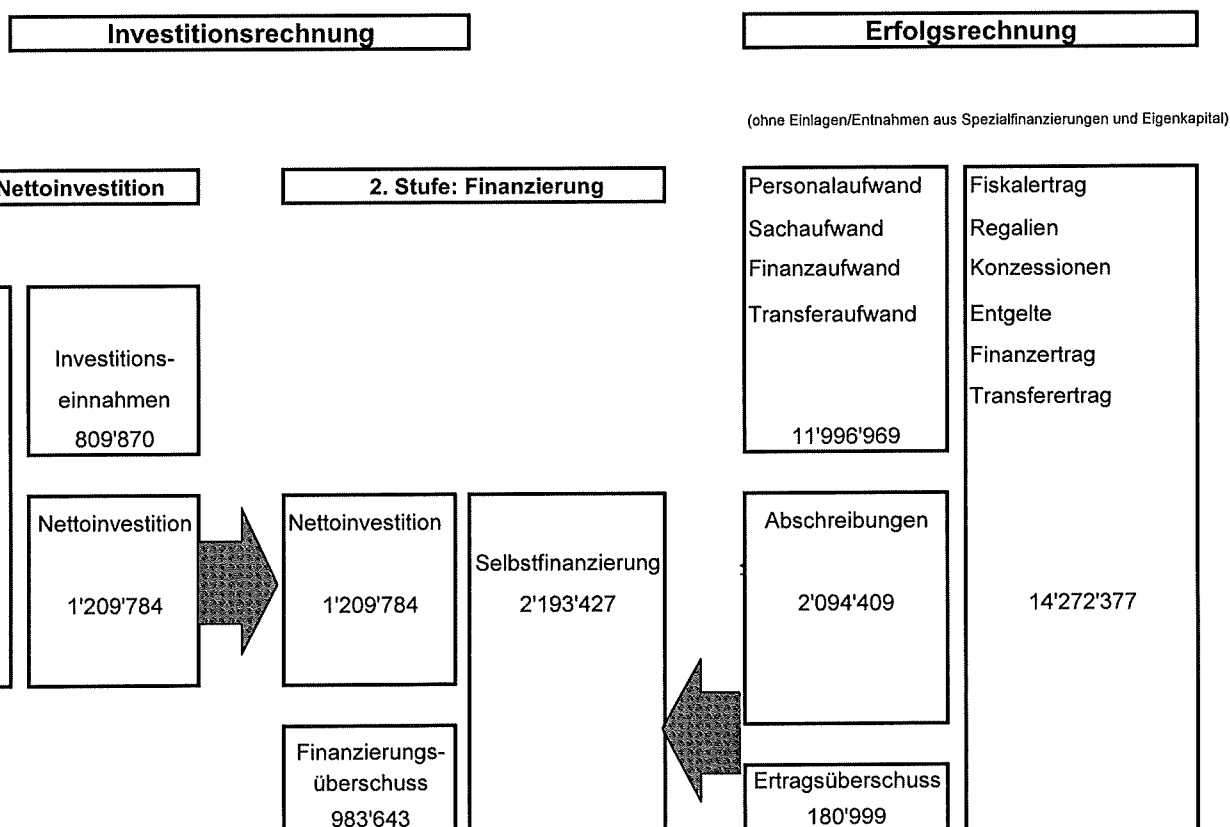 Investitionsrechnung
Erfolgsrechnung
(ohne Einlagen/Entnahmen aus Spezialfinanzierungen und Eigenkapital)
Nettoinvestition
2. Stufe: Finanzierung
Investitions-
einnahmen
809'870
Nettoinvestition
1'209'784
Nettoinvestition
1'209'784
Finanzierungs-
überschuss
983'643
Selbstfinanzierung
2'193'427
Personalaufwand
Sachaufwand
Finanzaufwand
Transferaufwand
11'996'969
Abschreibungen
2'094'409
Ertragsüberschuss
180'999
Fiskalertrag
Regalien
Konzessionen
Entgelte
Finanzertrag
Transferertrag
14'272'377